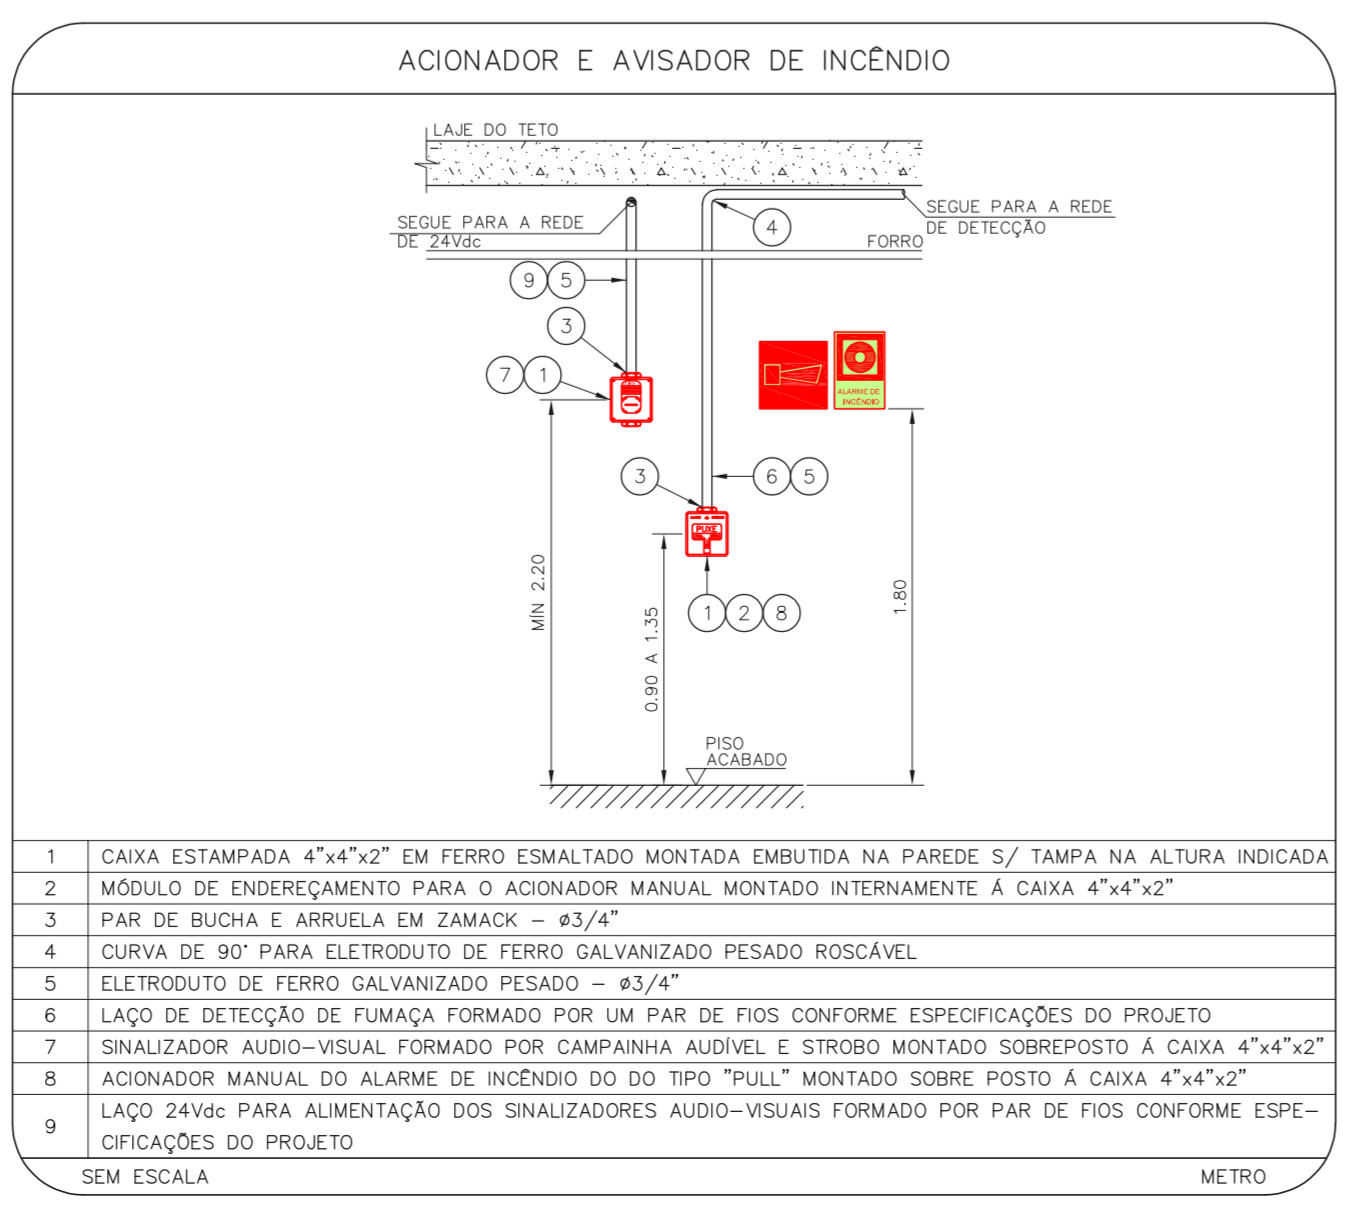 ACIONADOR E AVISADOR DE INCÊNDIO
LAJE DO TETO
SEGUE PARA A REDE
DE 24Vdc
SEGUE PARA A REDE
DE DETECÇÃO
4
FORRO
9
5
3
7
1
ALARME DE
INCÊNDIO
3
6
5
PUXE
1
2
8
MÍN 2.20
0.90 A 1.35
1.80
PISO
ACABADO
1 CAIXA ESTAMPADA 4”x4”x2” EM FERRO ESMALTADO MONTADA EMBUTIDA NA PAREDE S/ TAMPA NA ALTURA INDICADA
2 MÓDULO DE ENDEREÇAMENTO PARA O ACIONADOR MANUAL MONTADO INTERNAMENTE Á CAIXA 4”x4”x2”
3 PAR DE BUCHA E ARRUELA EM ZAMACK – ø3/4”
4 CURVA DE 90° PARA ELETRODUTO DE FERRO GALVANIZADO PESADO ROSCÁVEL
5 ELETRODUTO DE FERRO GALVANIZADO PESADO – ø3/4”
6 LAÇO DE DETECÇÃO DE FUMAÇA FORMADO POR UM PAR DE FIOS CONFORME ESPECIFICAÇÕES DO PROJETO
7 SINALIZADOR AUDIO–VISUAL FORMADO POR CAMPAINHA AUDÍVEL E STROBO MONTADO SOBREPOSTO Á CAIXA 4”x4”x2”
8 ACIONADOR MANUAL DO ALARME DE INCÊNDIO DO DO TIPO ”PULL” MONTADO SOBRE POSTO Á CAIXA 4”x4”x2”
9 LAÇO 24Vdc PARA ALIMENTAÇÃO DOS SINALIZADORES AUDIO–VISUAIS FORMADO POR PAR DE FIOS CONFORME ESPE–
CIFICAÇÕES DO PROJETO
SEM ESCALA
METRO